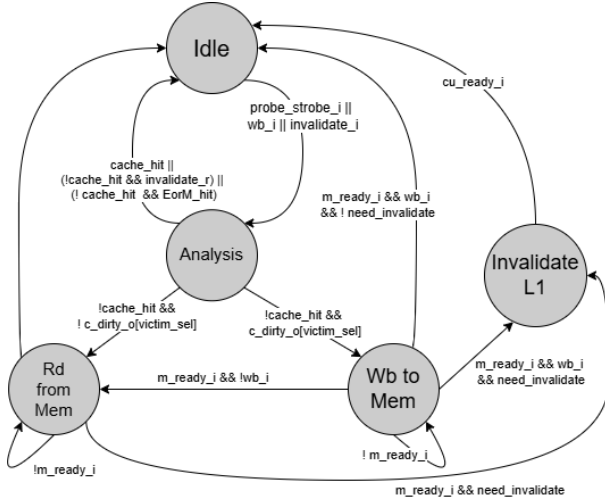 Idle
cu_ready_i
probe_strobe_i ||
wb_i || invalidate_i
cache_hit ||
(!cache_hit && invalidate_r) ||
(! cache_hit && EorM_hit)
m_ready_i && wb_i
&& ! need_invalidate
Analysis
Invalidate
L1
!cache_hit &&
! c_dirty_o[victim_sel]
!cache_hit &&
c_dirty_o[victim_sel]
Rd
from
Mem
m_ready_i && !wb_i
Wb to
Mem
m_ready_i && wb_i
&& need_invalidate
!m_ready_i
! m_ready_i
m_ready_i && need_invalidate